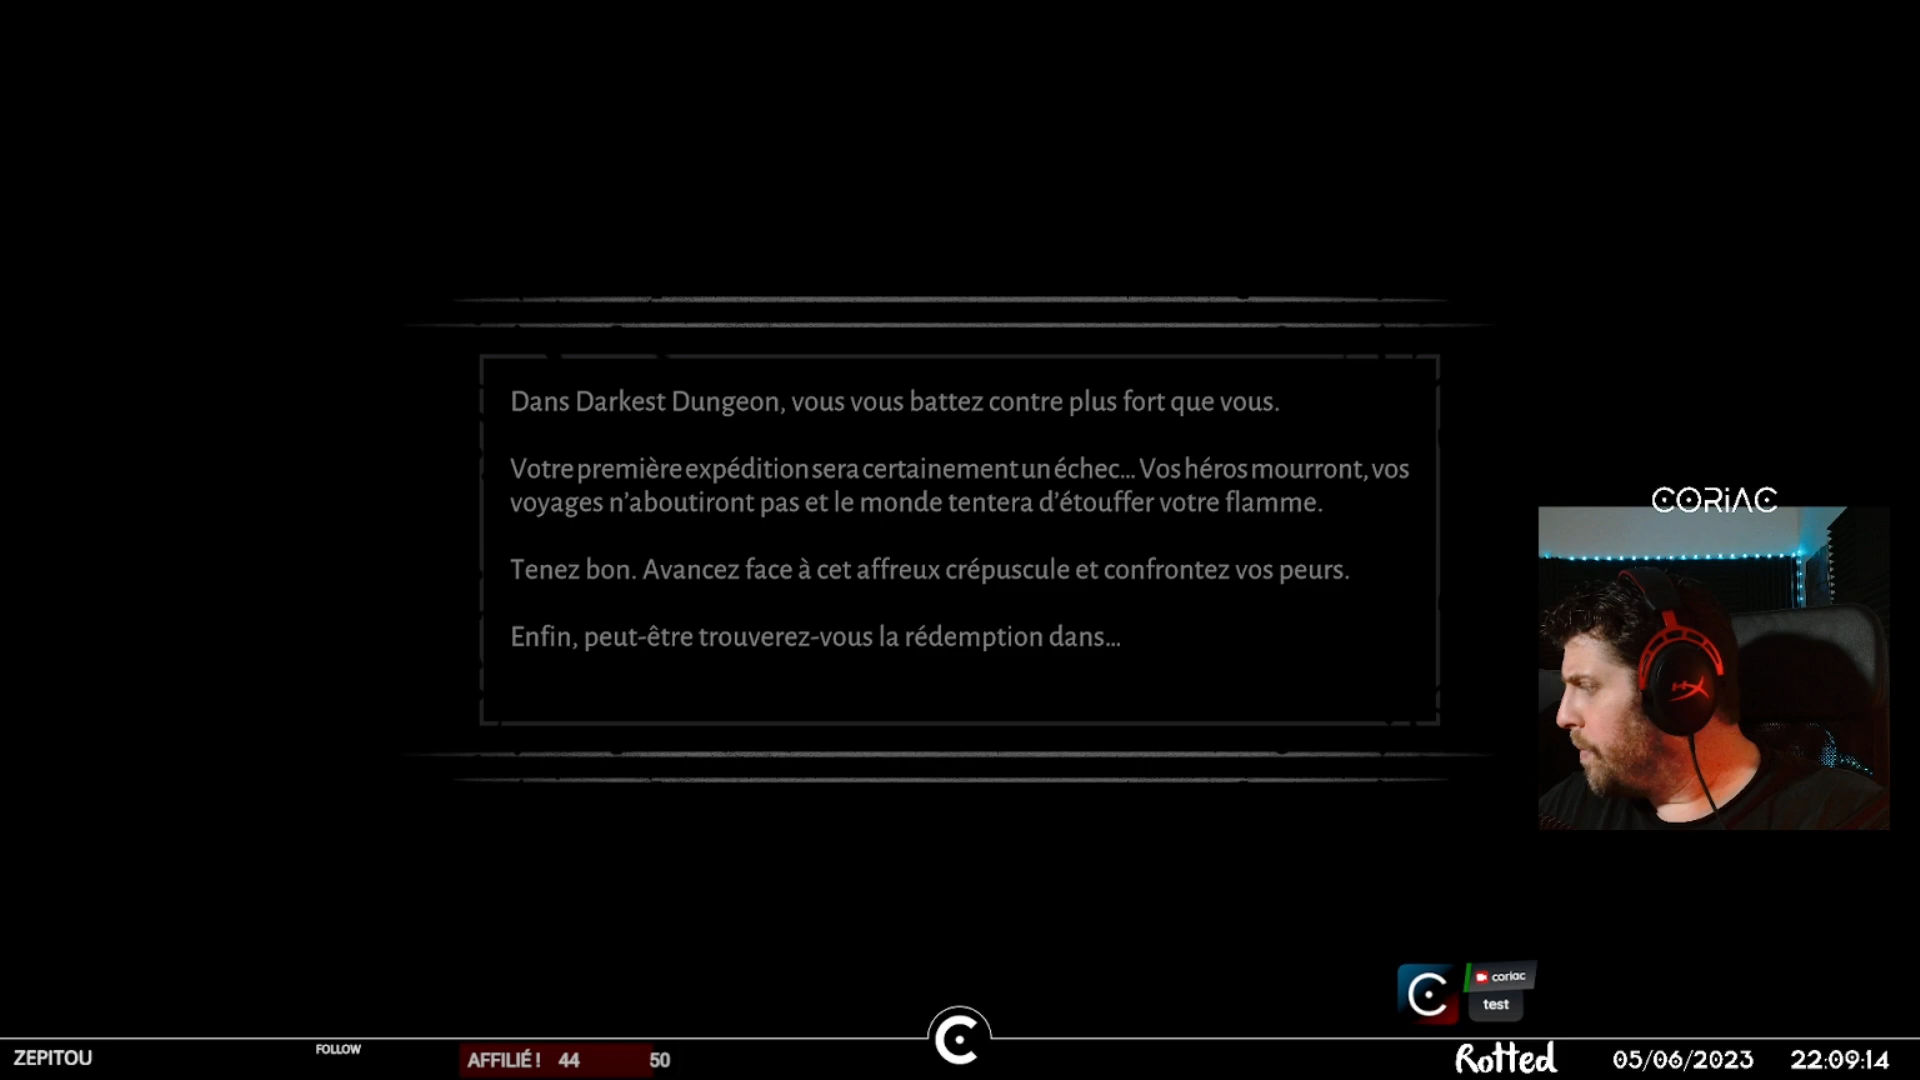 Dans Darkest Dungeon, vous vous battez contre plus fort que vous.
Votre première expédition sera certainement un échec... Vos héros mourront, vos
voyages n'aboutiront pas et le monde tentera d'étouffer votre flamme.
Tenez bon. Avancez face à cet affreux crépuscule et confrontez vos peurs.
Enfin, peut-être trouverez-vous la rédemption dans...
CORiAC
coriac
test
ZEPITOU
FOLLOW
AFFILIÉ ! 44 50
Rotted
05/06/2023 22:09:14